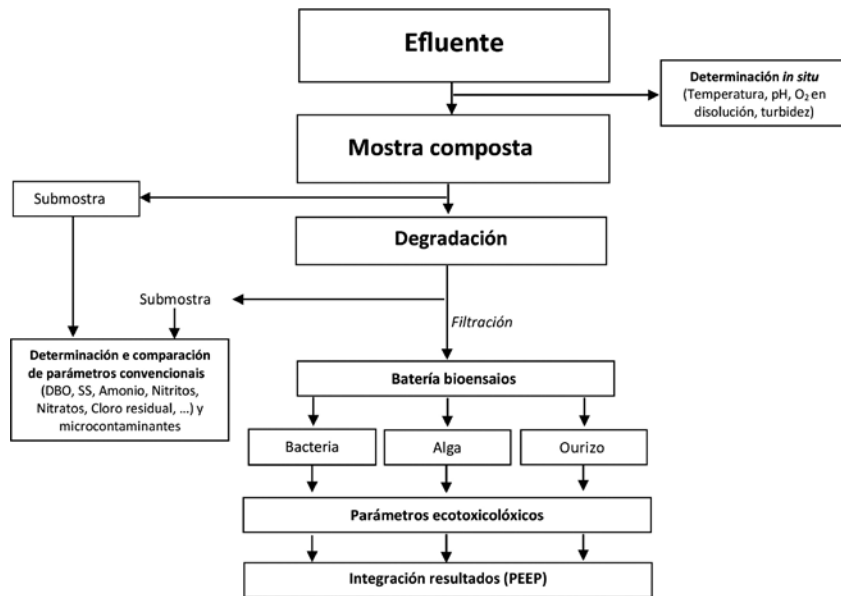 Efluente
Determinación in situ
(Temperatura, pH, O2 en
disolución, turbidez)
Mostra composta
Submostra
Degradación
Submostra
Filtración
Determinación e comparación
de parámetros convencionais
(DBO, SS, Amonio, Nitritos,
Nitratos, Cloro residual, …) y
microcontaminantes
Batería bioensaios
Bacteria
Alga
Ourizo
Parámetros ecotoxicolóxicos
Integración resultados (PEEP)